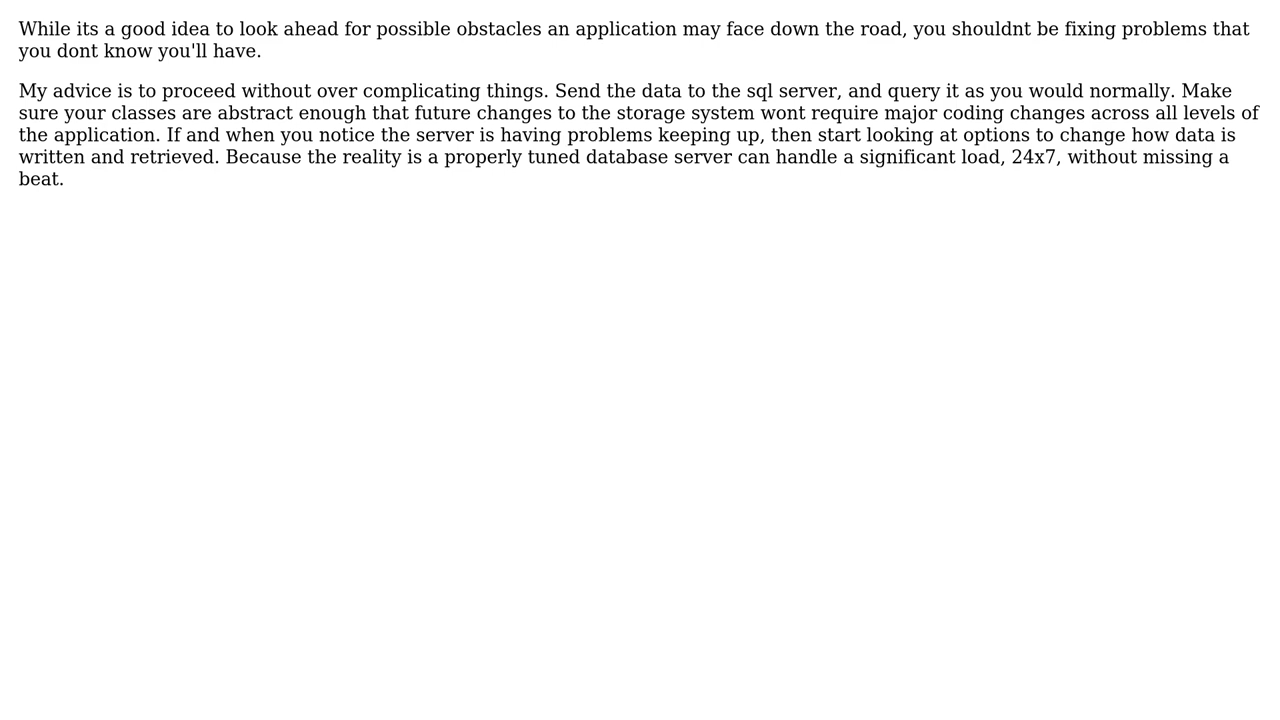 While its a good idea to look ahead for possible obstacles an application may face down the road, you shouldnt be fixing problems that
you dont know you'll have.
My advice is to proceed without over complicating things. Send the data to the sql server, and query it as you would normally. Make
sure your classes are abstract enough that future changes to the storage system wont require major coding changes across all levels of
the application. If and when you notice the server is having problems keeping up, then start looking at options to change how data is
written and retrieved. Because the reality is a properly tuned database server can handle a significant load, 24x7, without missing a
beat.